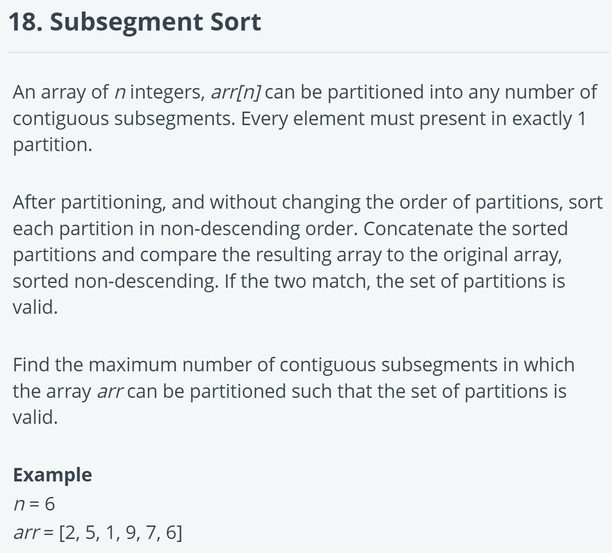 18. Subsegment Sort
An array of n integers, arr[n] can be partitioned into any number of
contiguous subsegments. Every element must present in exactly 1
partition.
After partitioning, and without changing the order of partitions, sort
each partition in non-descending order. Concatenate the sorted
partitions and compare the resulting array to the original array,
sorted non-descending. If the two match, the set of partitions is
valid.
Find the maximum number of contiguous subsegments in which
the array arr can be partitioned such that the set of partitions is
valid.
Example
n = 6
arr = [2, 5, 1, 9, 7, 6]